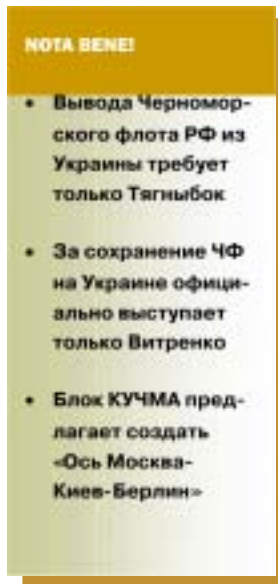 NOTA BENE!
• Вывода Черномор-
ского флота РФ из
Украины требует
только Тягныбок
• За сохранение ЧФ
на Украине офици-
ально выступает
только Витренко
• Блок КУЧМА пред-
лагает создать
«Ось Москва-
Киев-Берлин»